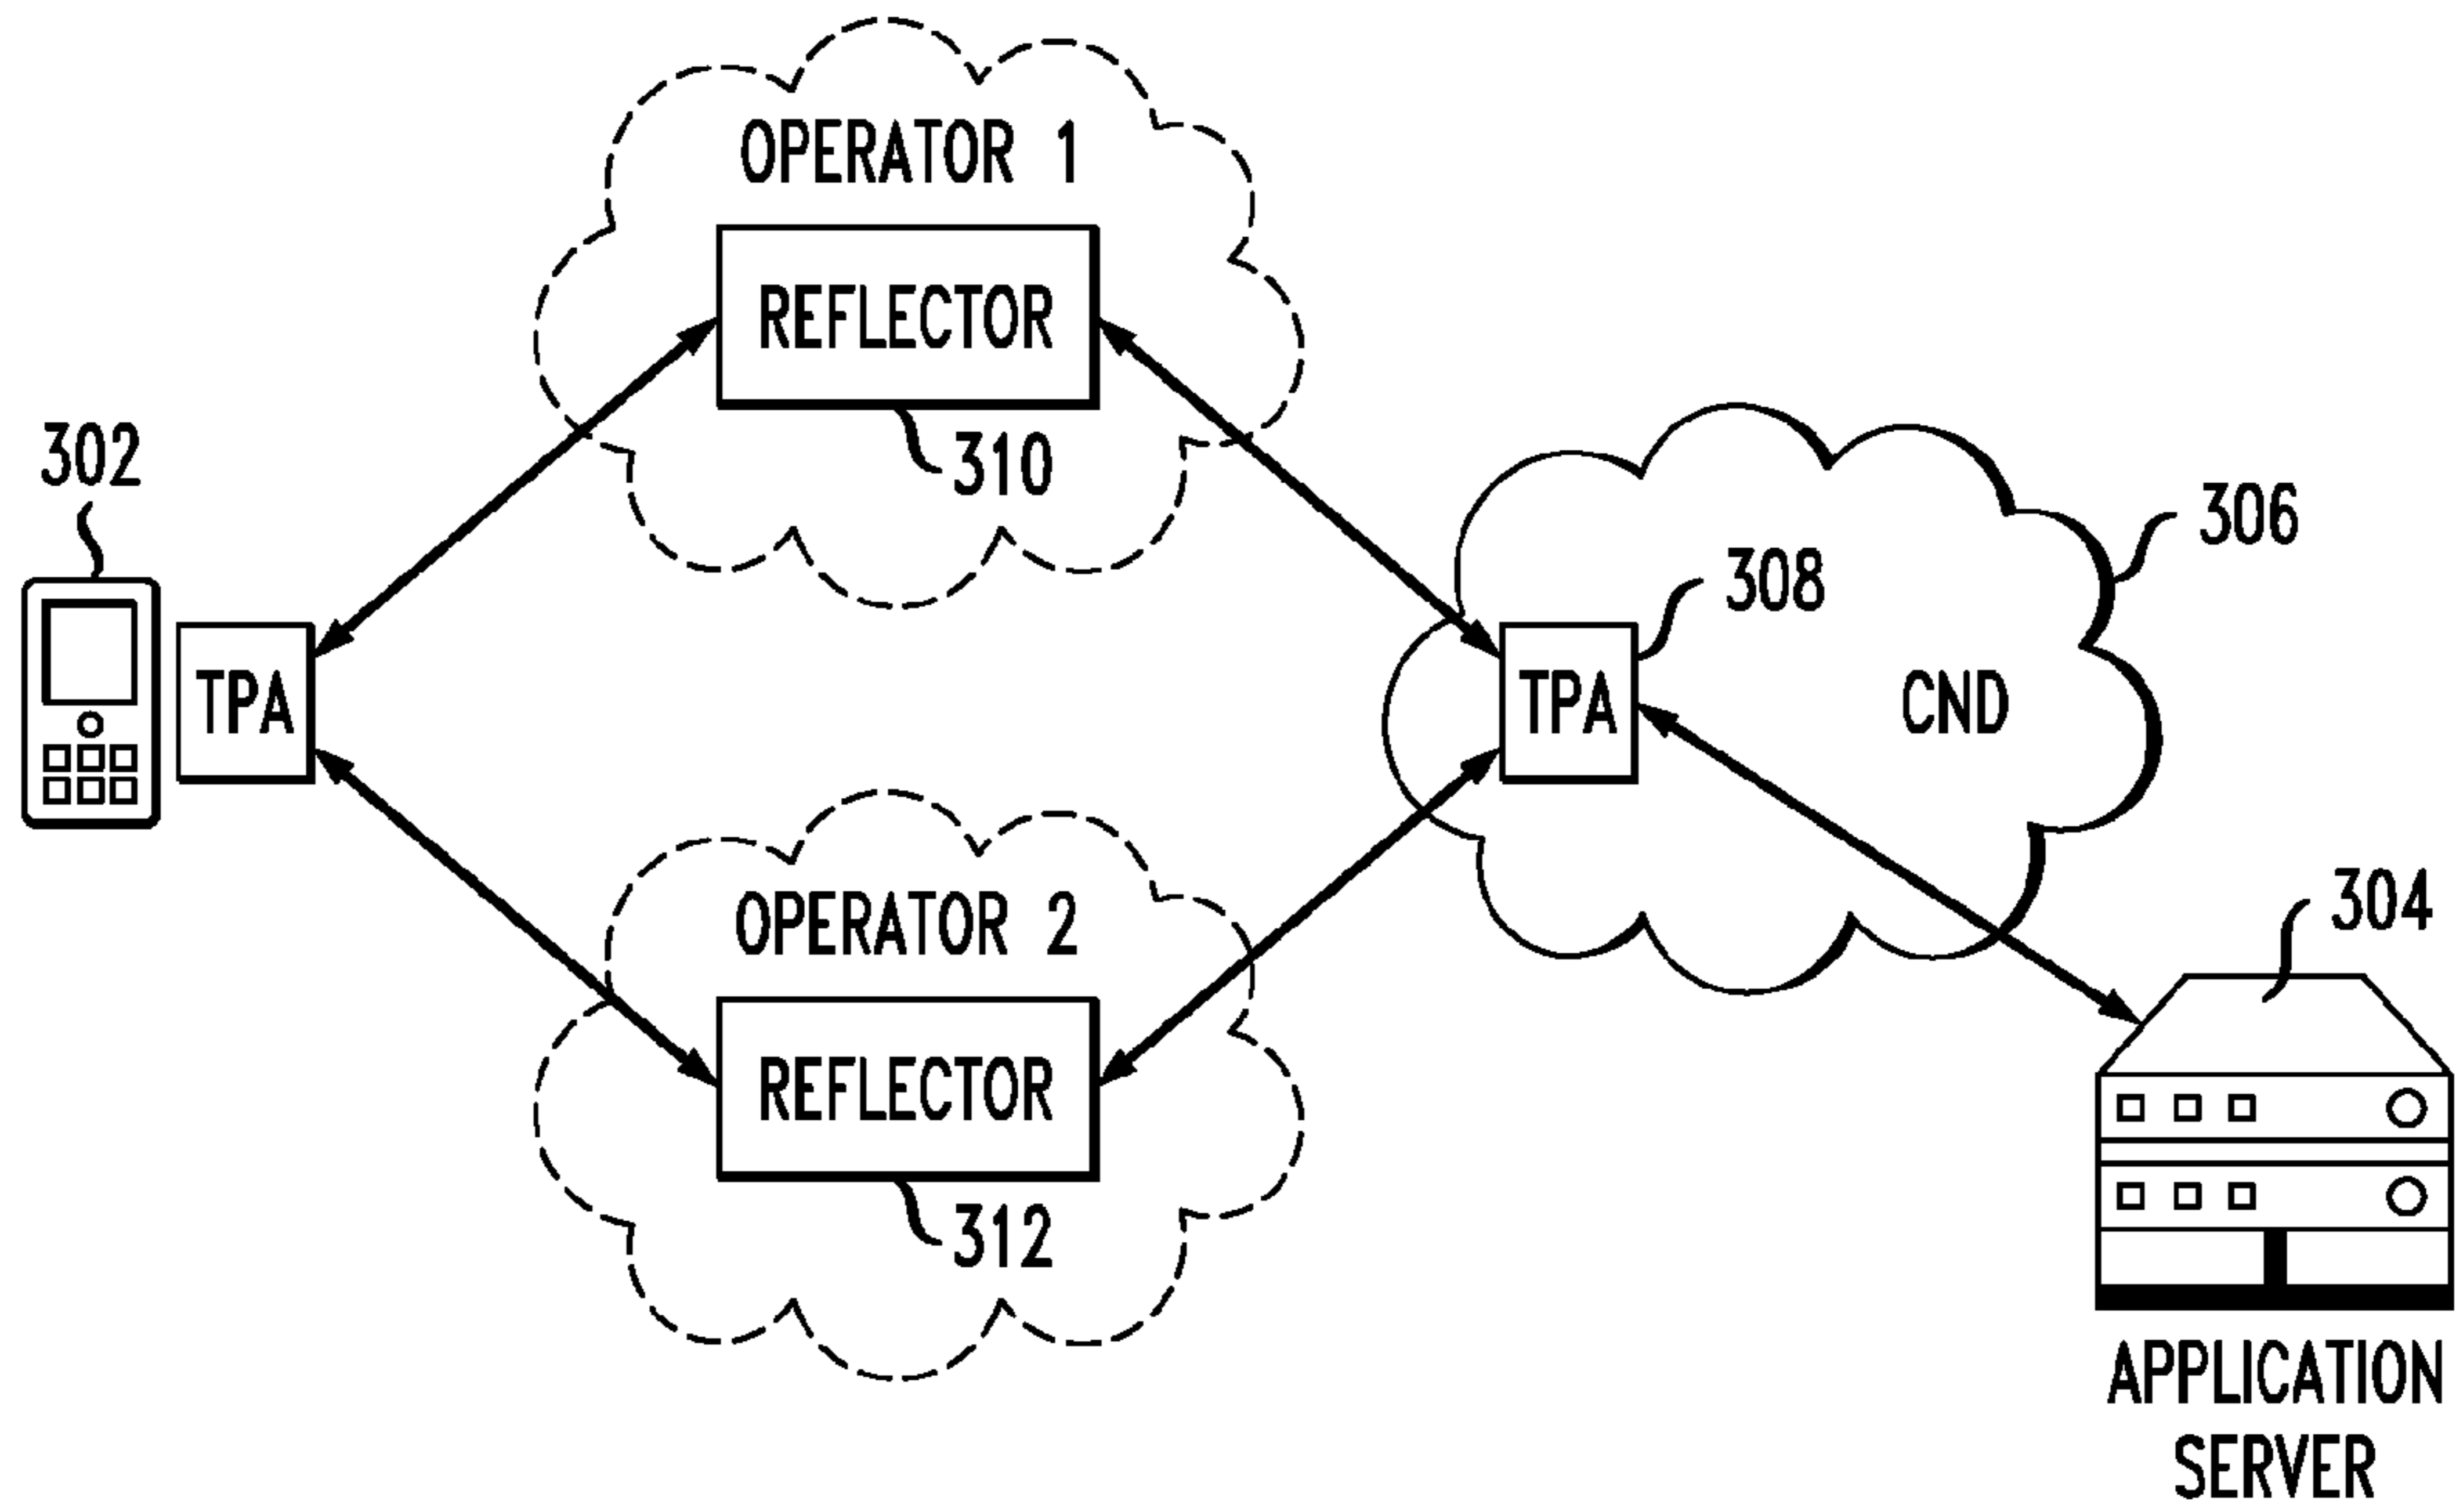 OPERATOR 1
REFLECTOR
310
302
306
308
TPA
TPA
CND
OPERATOR 2
304
REFLECTOR
312
APPLICATION
SERVER